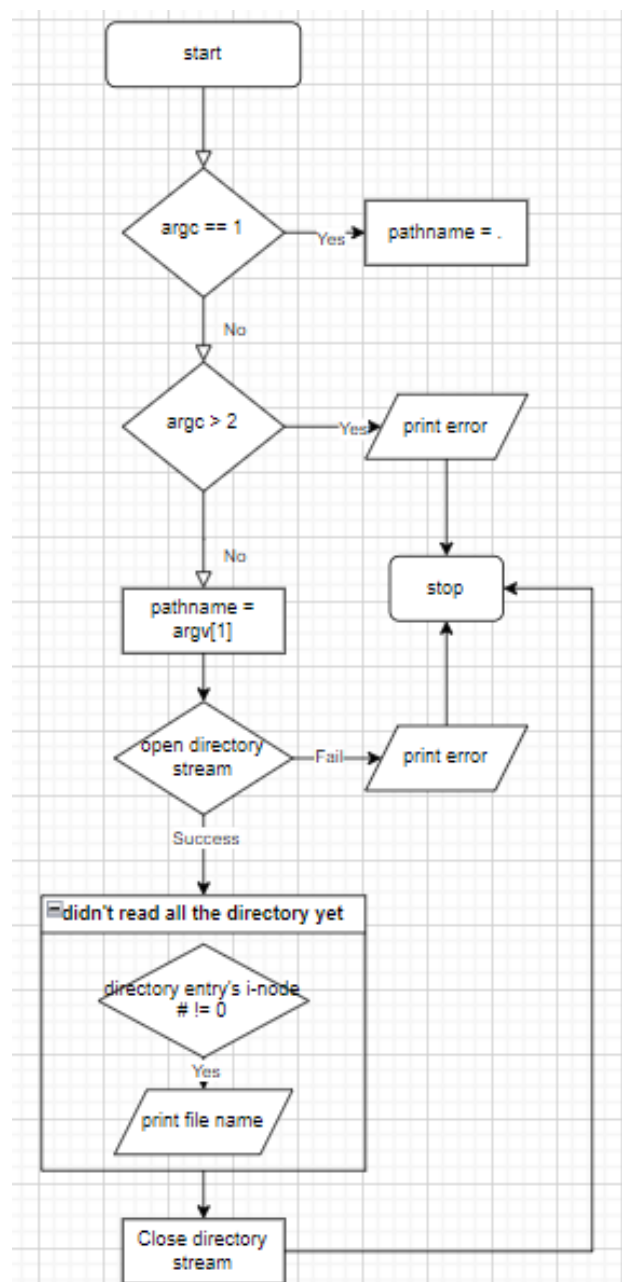 start
argc == 1
Yes
pathname = .
No
argc > 2
Yes
print error
No
stop
pathname =
argv[1]
open directory
stream
Fail
print error
Success
didn't read all the directory yet
directory entry's i-node
# != 0
Yes
print file name
Close directory
stream